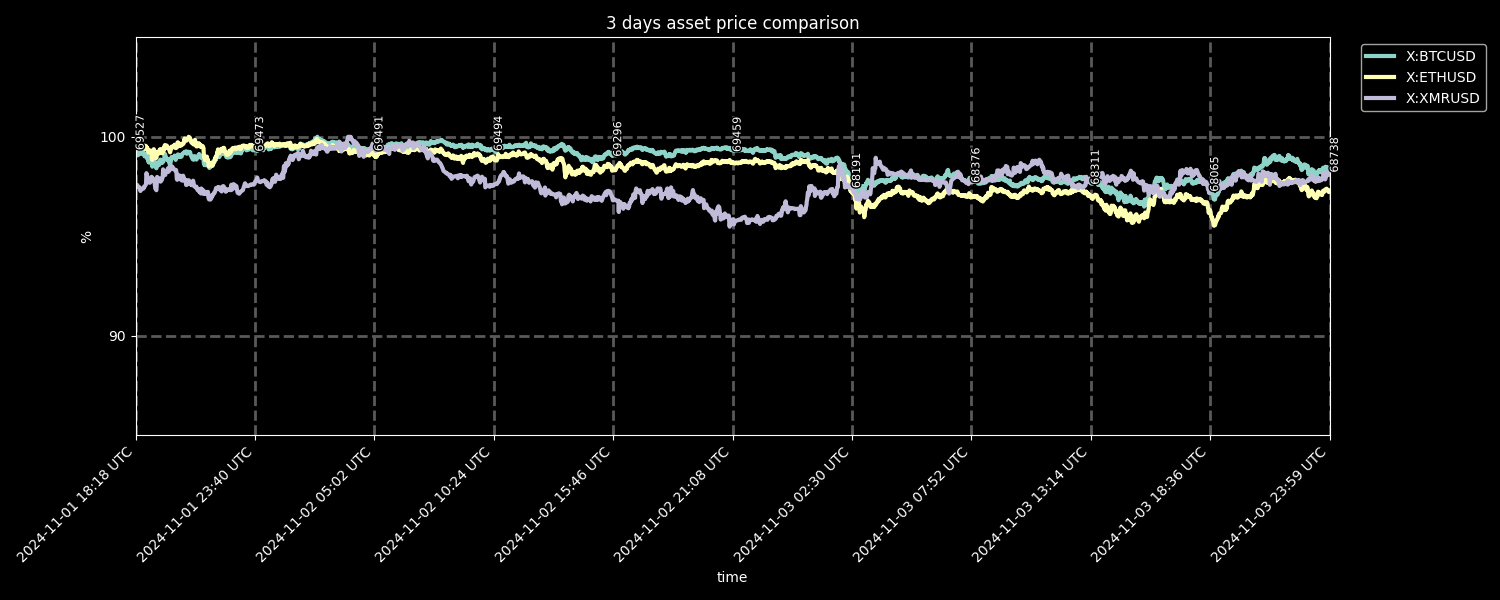 3 days asset price comparison
X:BTCUSD
X:ETHUSD
X:XMRUSD
100
90
%
69527
69473
69491
69494
69296
69459
68191
68376
68311
68065
68738
2024-11-01 18:18 UTC
2024-11-01 23:40 UTC
2024-11-02 05:02 UTC
2024-11-02 10:24 UTC
2024-11-02 15:46 UTC
2024-11-02 21:08 UTC
2024-11-03 02:30 UTC
2024-11-03 07:52 UTC
2024-11-03 13:14 UTC
2024-11-03 18:36 UTC
2024-11-03 23:59 UTC
time